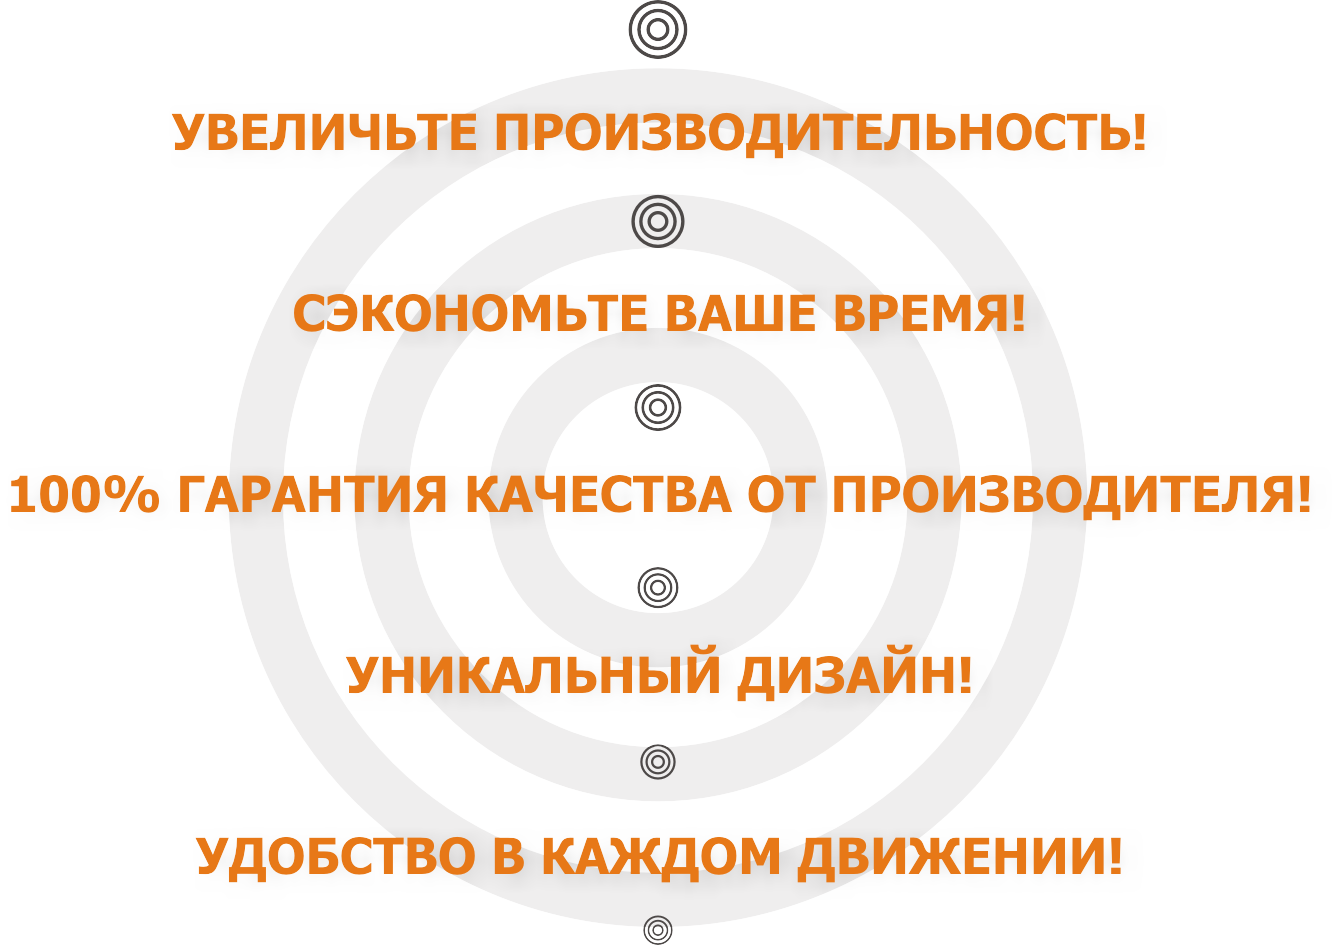 УВЕЛИЧЬТЕ ПРОИЗВОДИТЕЛЬНОСТЬ!
СЭКОНОМЬТЕ ВАШЕ ВРЕМЯ!
100% ГАРАНТИЯ КАЧЕСТВА ОТ ПРОИЗВОДИТЕЛЯ!
УНИКАЛЬНЫЙ ДИЗАЙН!
УДОБСТВО В КАЖДОМ ДВИЖЕНИИ!